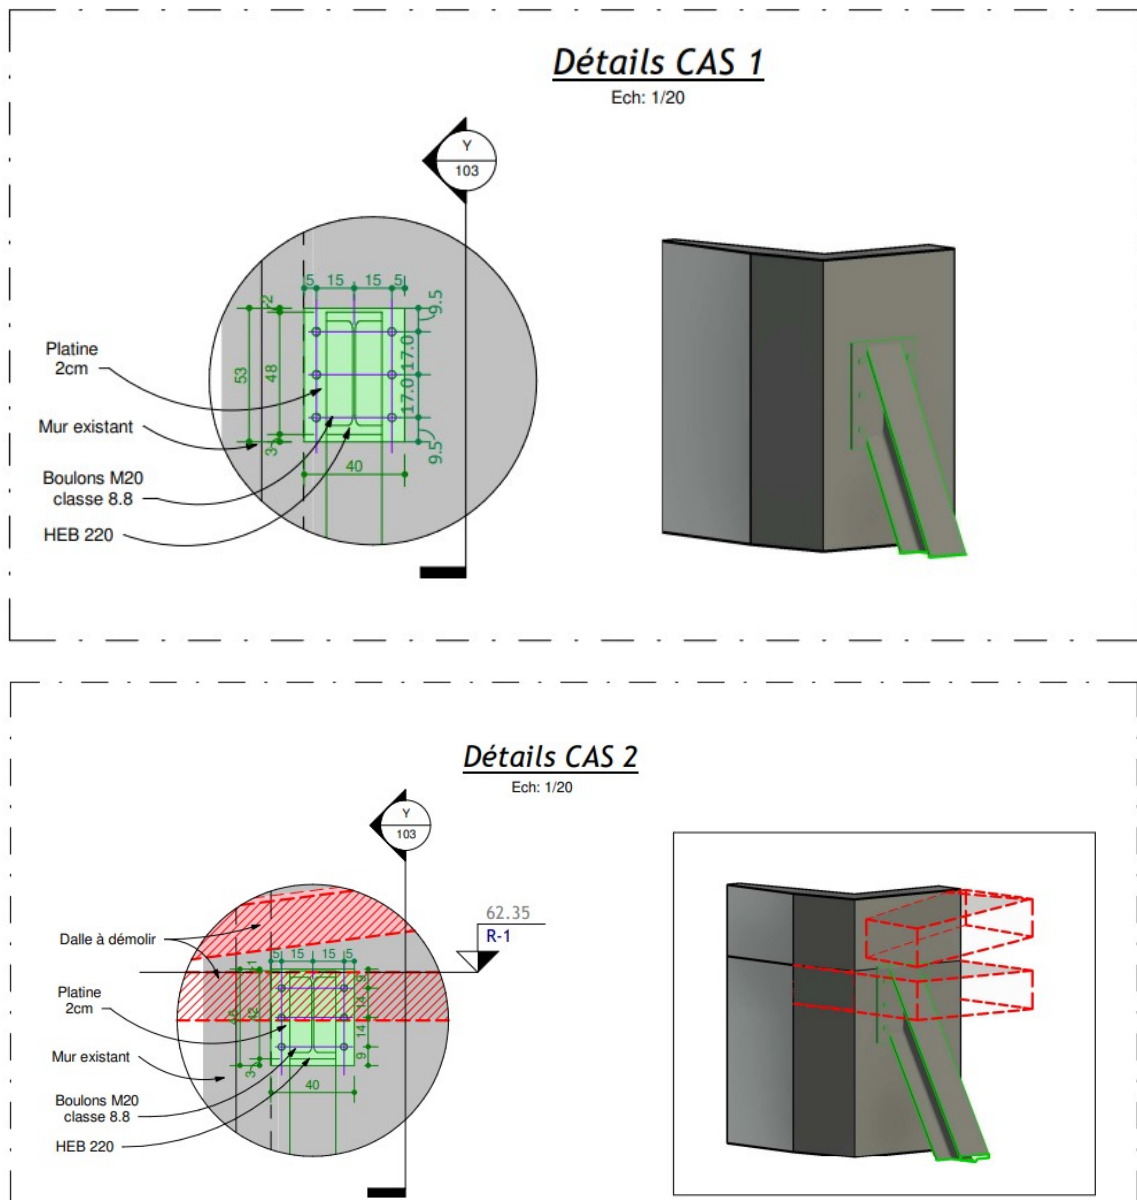 Détails CAS 1
Ech: 1/20
Y
103
5 15 15 5
2
9.5
Platine
2cm
53
48
17.0
17.0
Mur existant
3
9.5
40
Boulons M20
classe 8.8
HEB 220
Détails CAS 2
Ech: 1/20
Y
103
62.35
R-1
Dalle à démolir
5 15 15 5
1
9
Platine
2cm
42
14
14
Mur existant
3
9
40
Boulons M20
classe 8.8
HEB 220